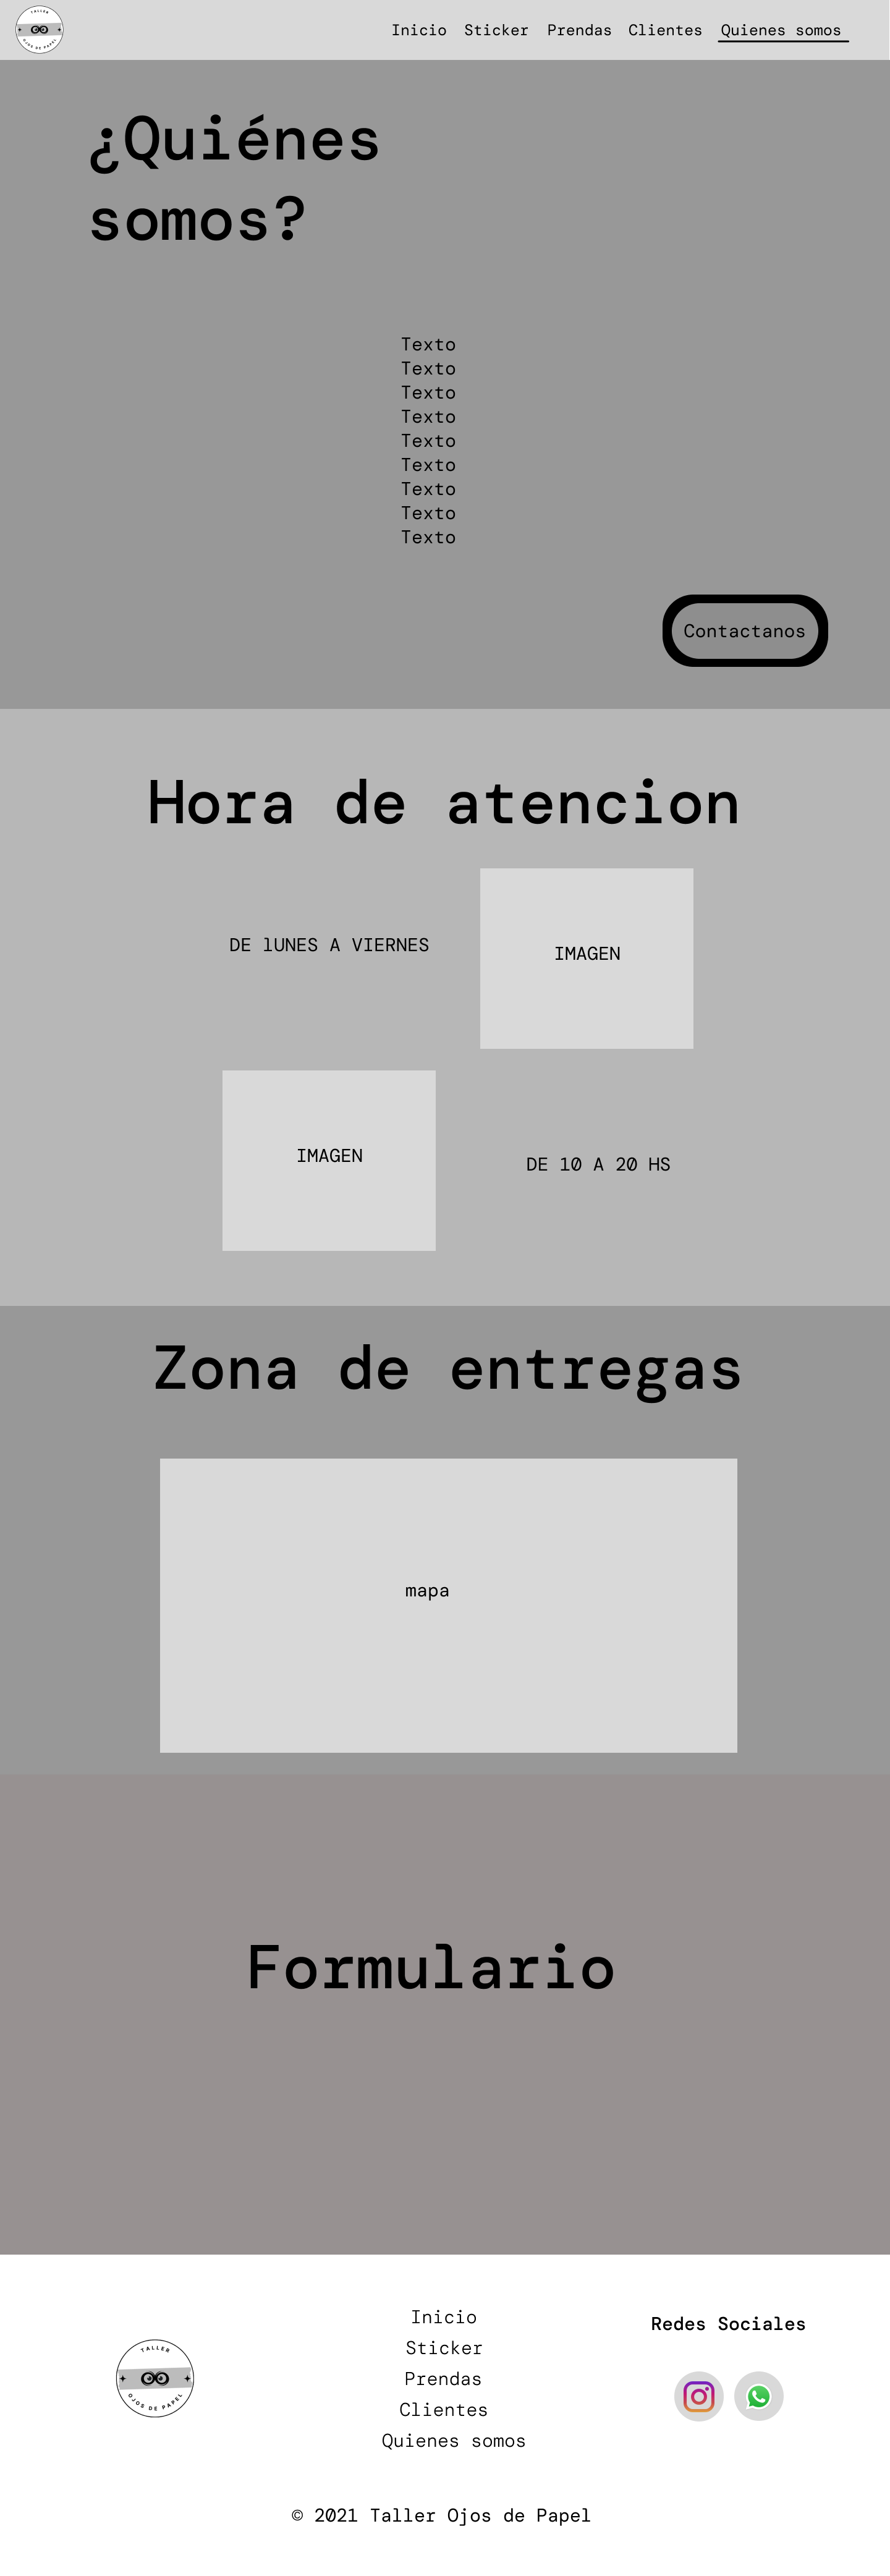 TALLER
OJOS DE PAPEL
Inicio Sticker Prendas Clientes Quienes somos
¿Quiénes
somos?
Texto
Texto
Texto
Texto
Texto
Texto
Texto
Texto
Texto
Contactanos
Hora de atencion
DE lUNES A VIERNES
IMAGEN
IMAGEN
DE 10 A 20 HS
Zona de entregas
mapa
Formulario
TALLER
OJOS DE PAPEL
Inicio
Sticker
Prendas
Clientes
Quienes somos
Redes Sociales
© 2021 Taller Ojos de Papel